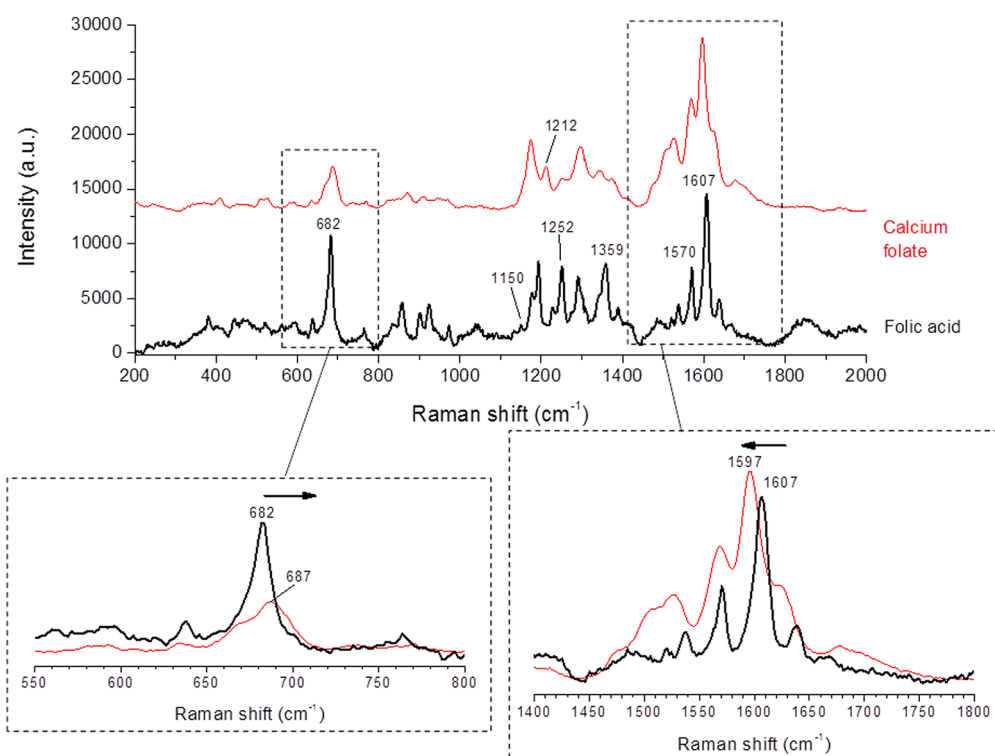 30000
25000
20000
15000
10000
5000
0
Intensity (a.u.)
1212
682
1150
1252
1359
1570
1607
Calcium
folate
Folic acid
200 400 600 800 1000 1200 1400 1600 1800 2000
Raman shift (cm⁻¹)
682
687
550 600 650 700 750 800
Raman shift (cm⁻¹)
1597
1607
1400 1450 1500 1550 1600 1650 1700 1750 1800
Raman shift (cm⁻¹)